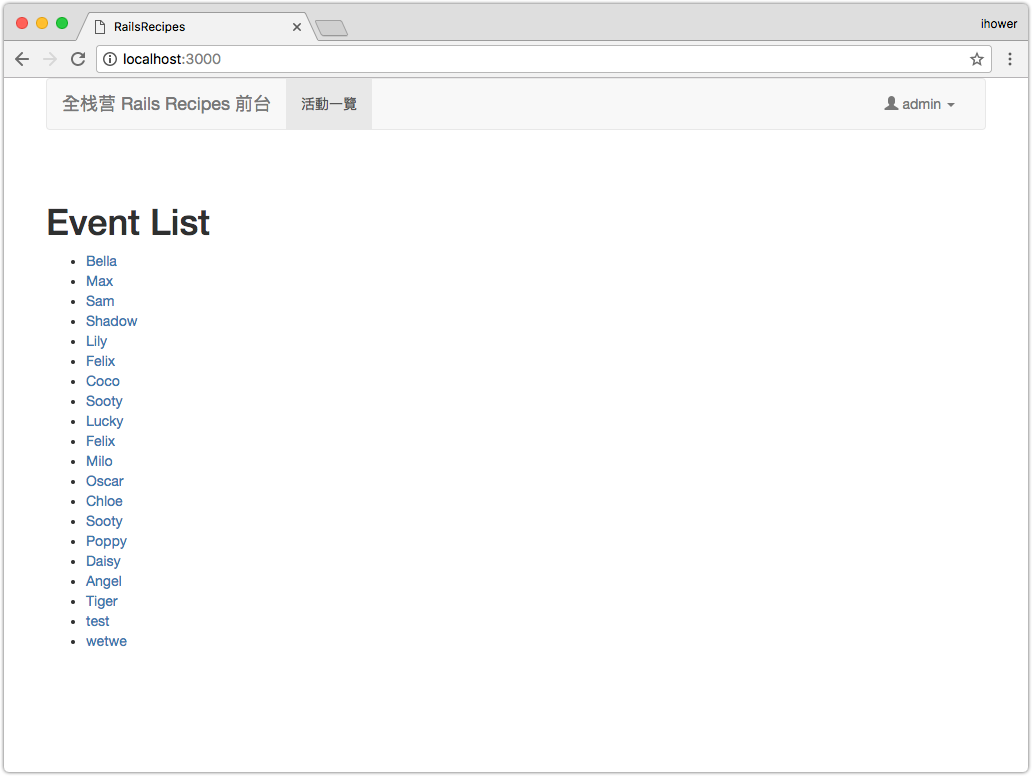 RailsRecipes
ihower
localhost:3000
全栈营 Rails Recipes 前台 活動一覽 admin
Event List
Bella
Max
Sam
Shadow
Lily
Felix
Coco
Sooty
Lucky
Felix
Milo
Oscar
Chloe
Sooty
Poppy
Daisy
Angel
Tiger
test
wetwe